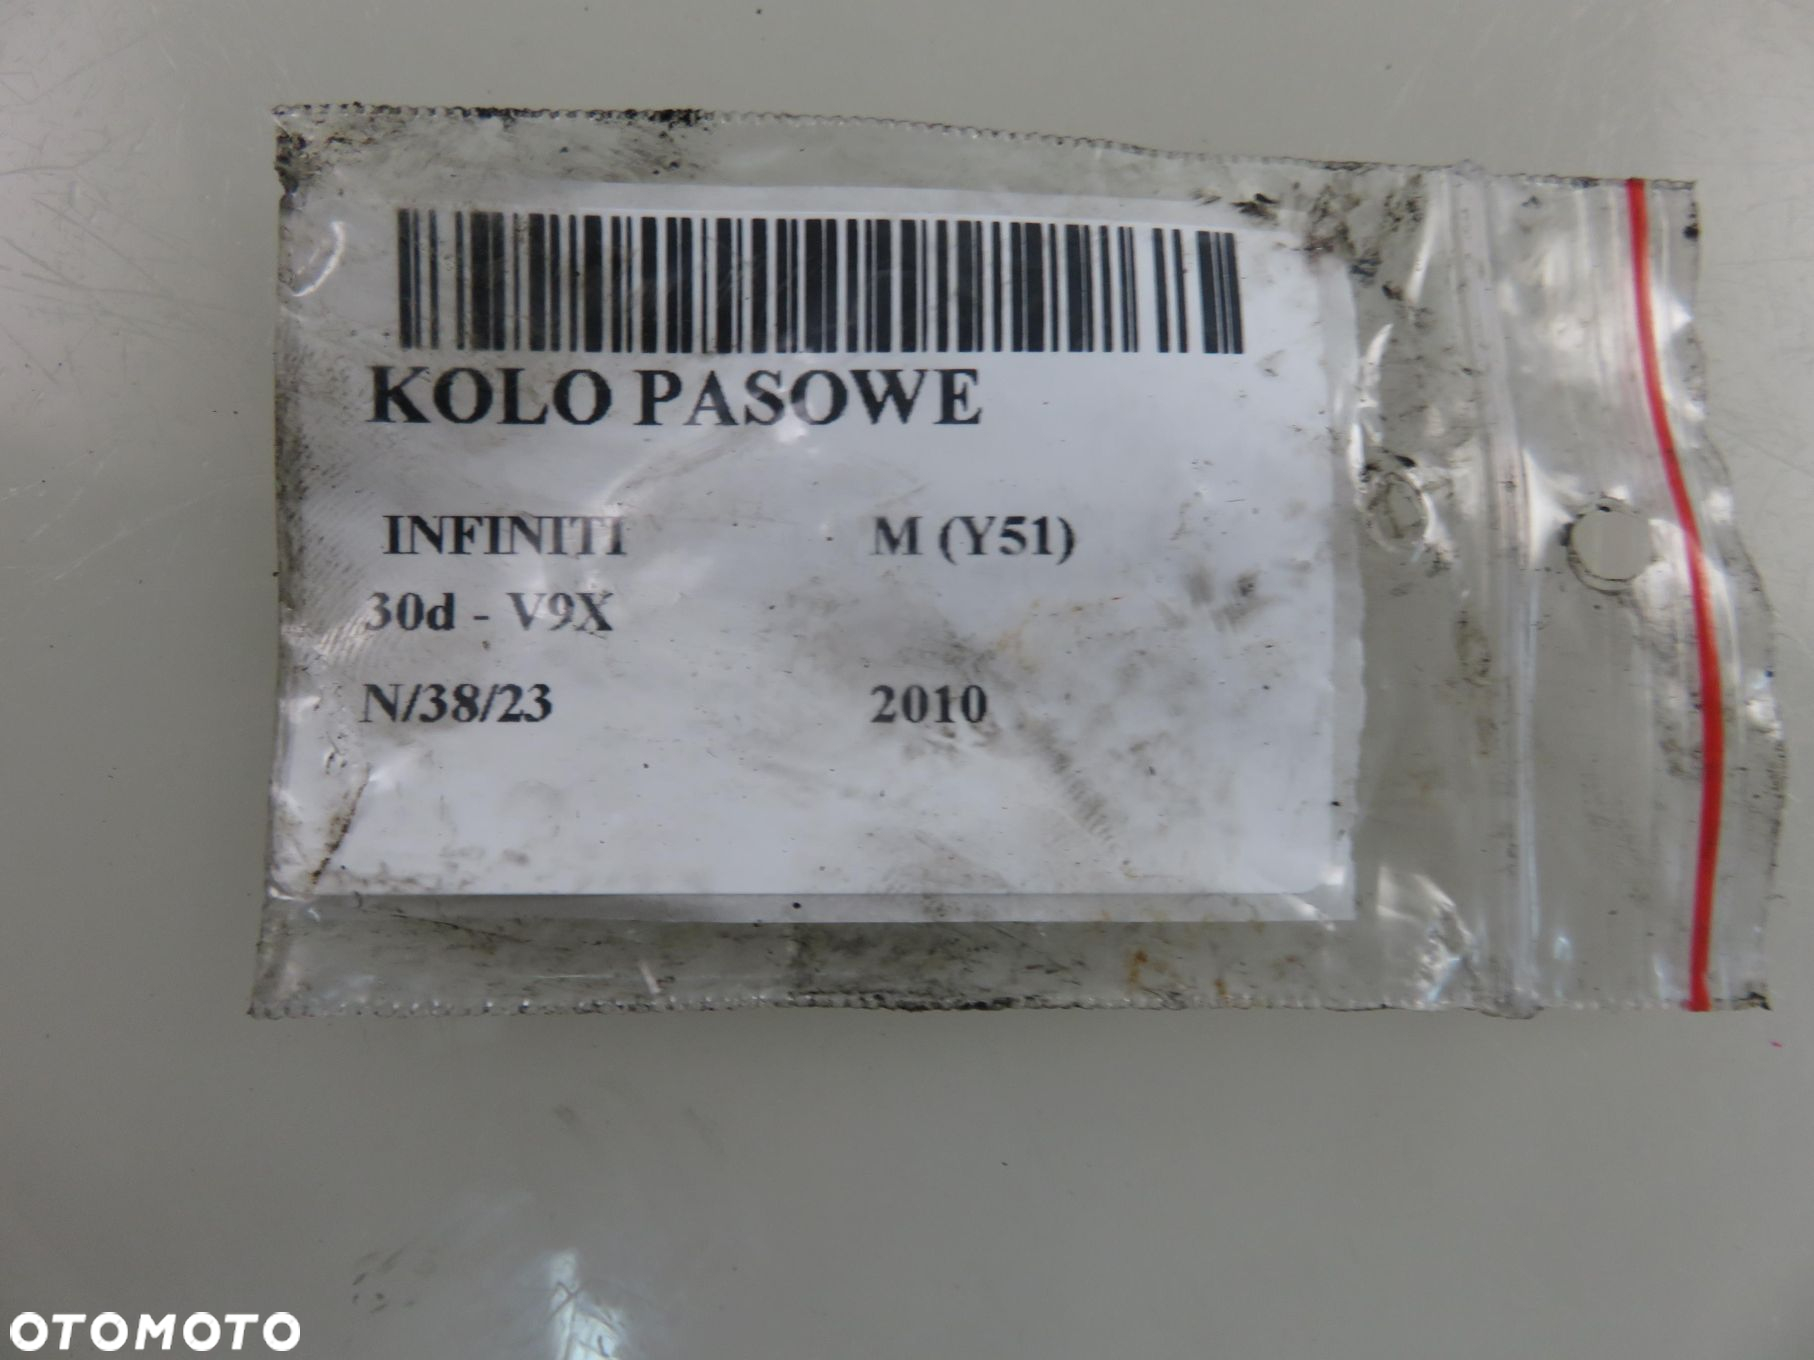 KOLO PASOWE
INFINITI M (Y51)
30d - V9X
N/38/23 2010
OTOMOTO